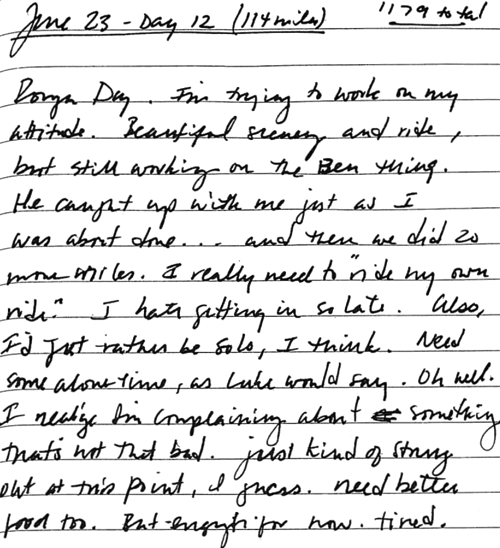 June 23 - Day 12 (114 miles) 1179 total
Rough Day. I'm trying to work on my
attitude. Beautiful scenery and ride,
but still working on the Ben thing.
He caught up with me just as I
was about done... and then we did 20
more miles. I really need to "ride my own
ride." I hate getting in so late. Also,
I'd just rather be solo, I think. Need
some alone time, as Luke would say. Oh well.
I realize I'm complaining about something
that's not that bad. just kind of strung
out at this point, I guess. need better
food too. But enough for now. tired.